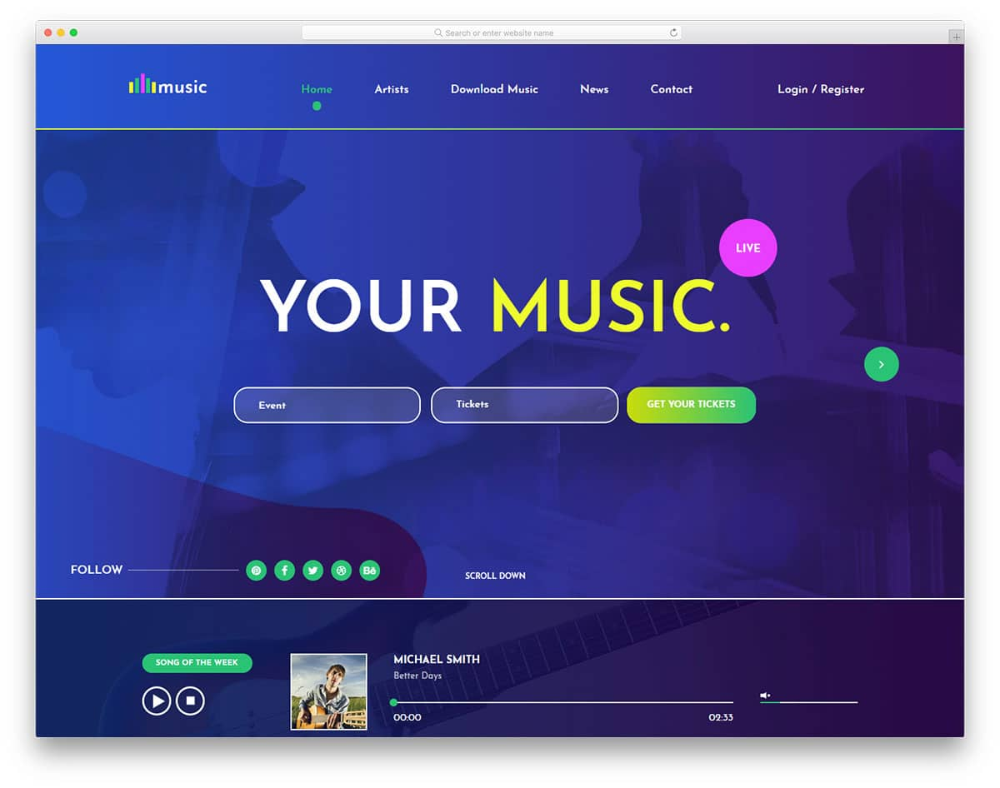 Search or enter website name
music
Home
Artists
Download Music
News
Contact
Login / Register
LIVE
YOUR MUSIC.
Event
Tickets
GET YOUR TICKETS
FOLLOW
Bē
SCROLL DOWN
SONG OF THE WEEK
MICHAEL SMITH
Better Days
00:00
02:33